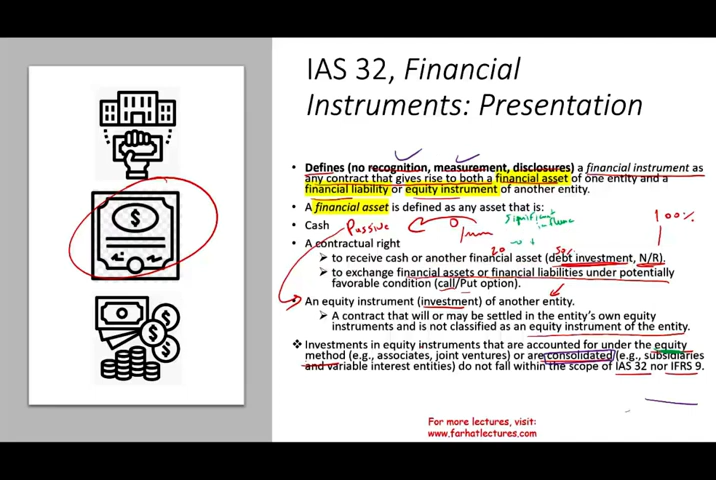 IAS 32, Financial
Instruments: Presentation
• Defines (no recognition, measurement, disclosures) a financial instrument as
any contract that gives rise to both a financial asset of one entity and a
financial liability or equity instrument of another entity.
• A financial asset is defined as any asset that is:
• Cash
Passive
Significant
influence
100%
• A contractual right
20
50%
➢ to receive cash or another financial asset (debt investment, N/R).
➢ to exchange financial assets or financial liabilities under potentially
favorable condition (call/Put option).
• An equity instrument (investment) of another entity.
➢ A contract that will or may be settled in the entity's own equity
instruments and is not classified as an equity instrument of the entity.
❖ Investments in equity instruments that are accounted for under the equity
method (e.g., associates, joint ventures) or are consolidated (e.g., subsidiaries
and variable interest entities) do not fall within the scope of IAS 32 nor IFRS 9.
For more lectures, visit:
www.farhatlectures.com
$
$
$
$